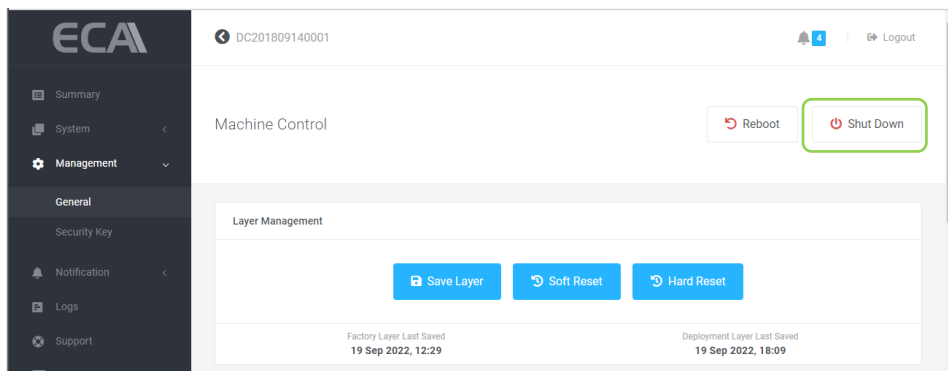 ECA
DC201809140001
4
Logout
Summary
System
Management
General
Security Key
Notification
Logs
Support
Machine Control
Reboot
Shut Down
Layer Management
Save Layer
Soft Reset
Hard Reset
Factory Layer Last Saved
19 Sep 2022, 12:29
Deployment Layer Last Saved
19 Sep 2022, 18:09